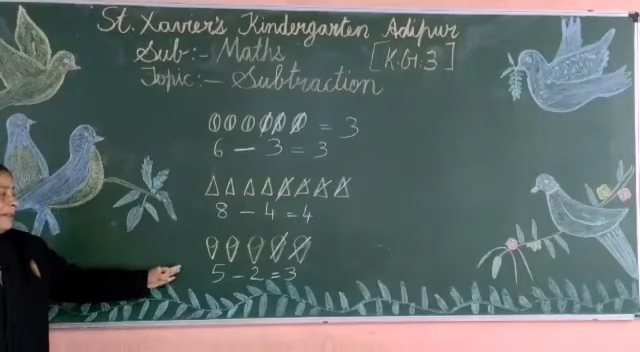 St. Xavier's Kindergarten Adipur
Sub:- Maths [K.G.3]
Topic:- Subtraction
= 3
6 - 3 = 3
8 - 4 = 4
5 - 2 = 3